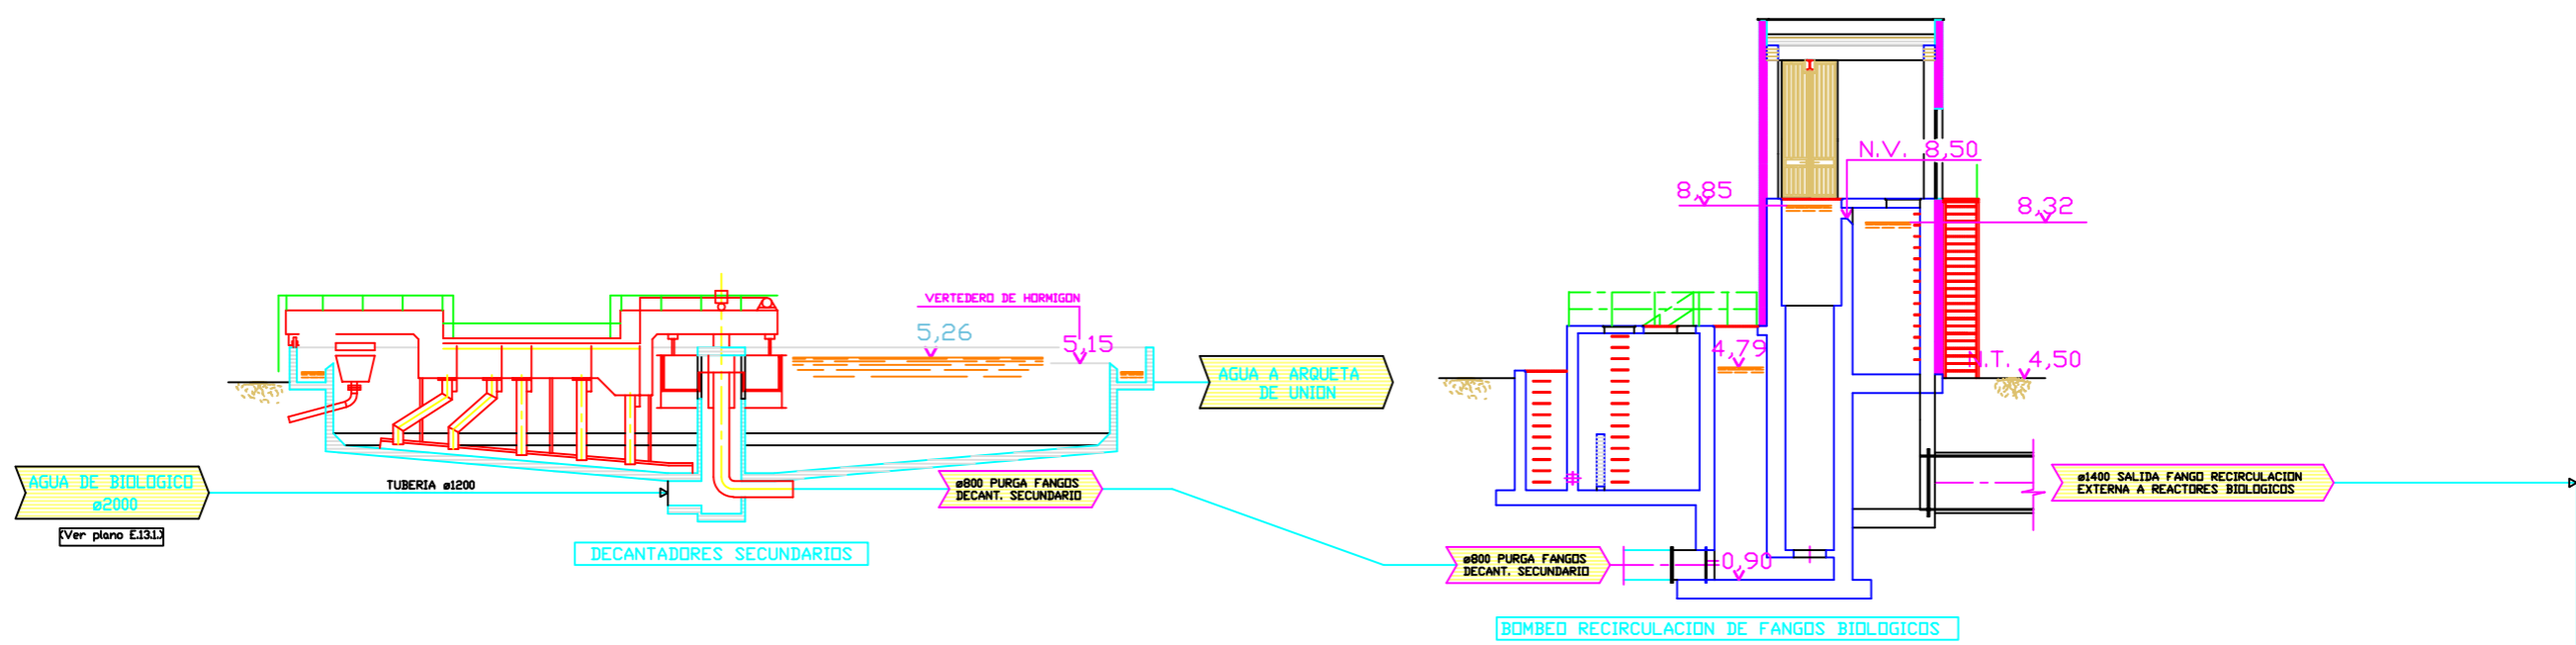 AGUA DE BIOLOGICO
ø2000
(Ver plano E.13.1.)
TUBERIA ø1200
VERTEDERO DE HORMIGON
5,26
5,15
AGUA A ARQUETA
DE UNION
ø800 PURGA FANGOS
DECANT. SECUNDARIO
DECANTADORES SECUNDARIOS
N.V. 8,50
8,85
8,32
4,79
N.T. 4,50
ø800 PURGA FANGOS
DECANT. SECUNDARIO
0,90
ø1400 SALIDA FANGO RECIRCULACION
EXTERNA A REACTORES BIOLOGICOS
BOMBEO RECIRCULACION DE FANGOS BIOLOGICOS